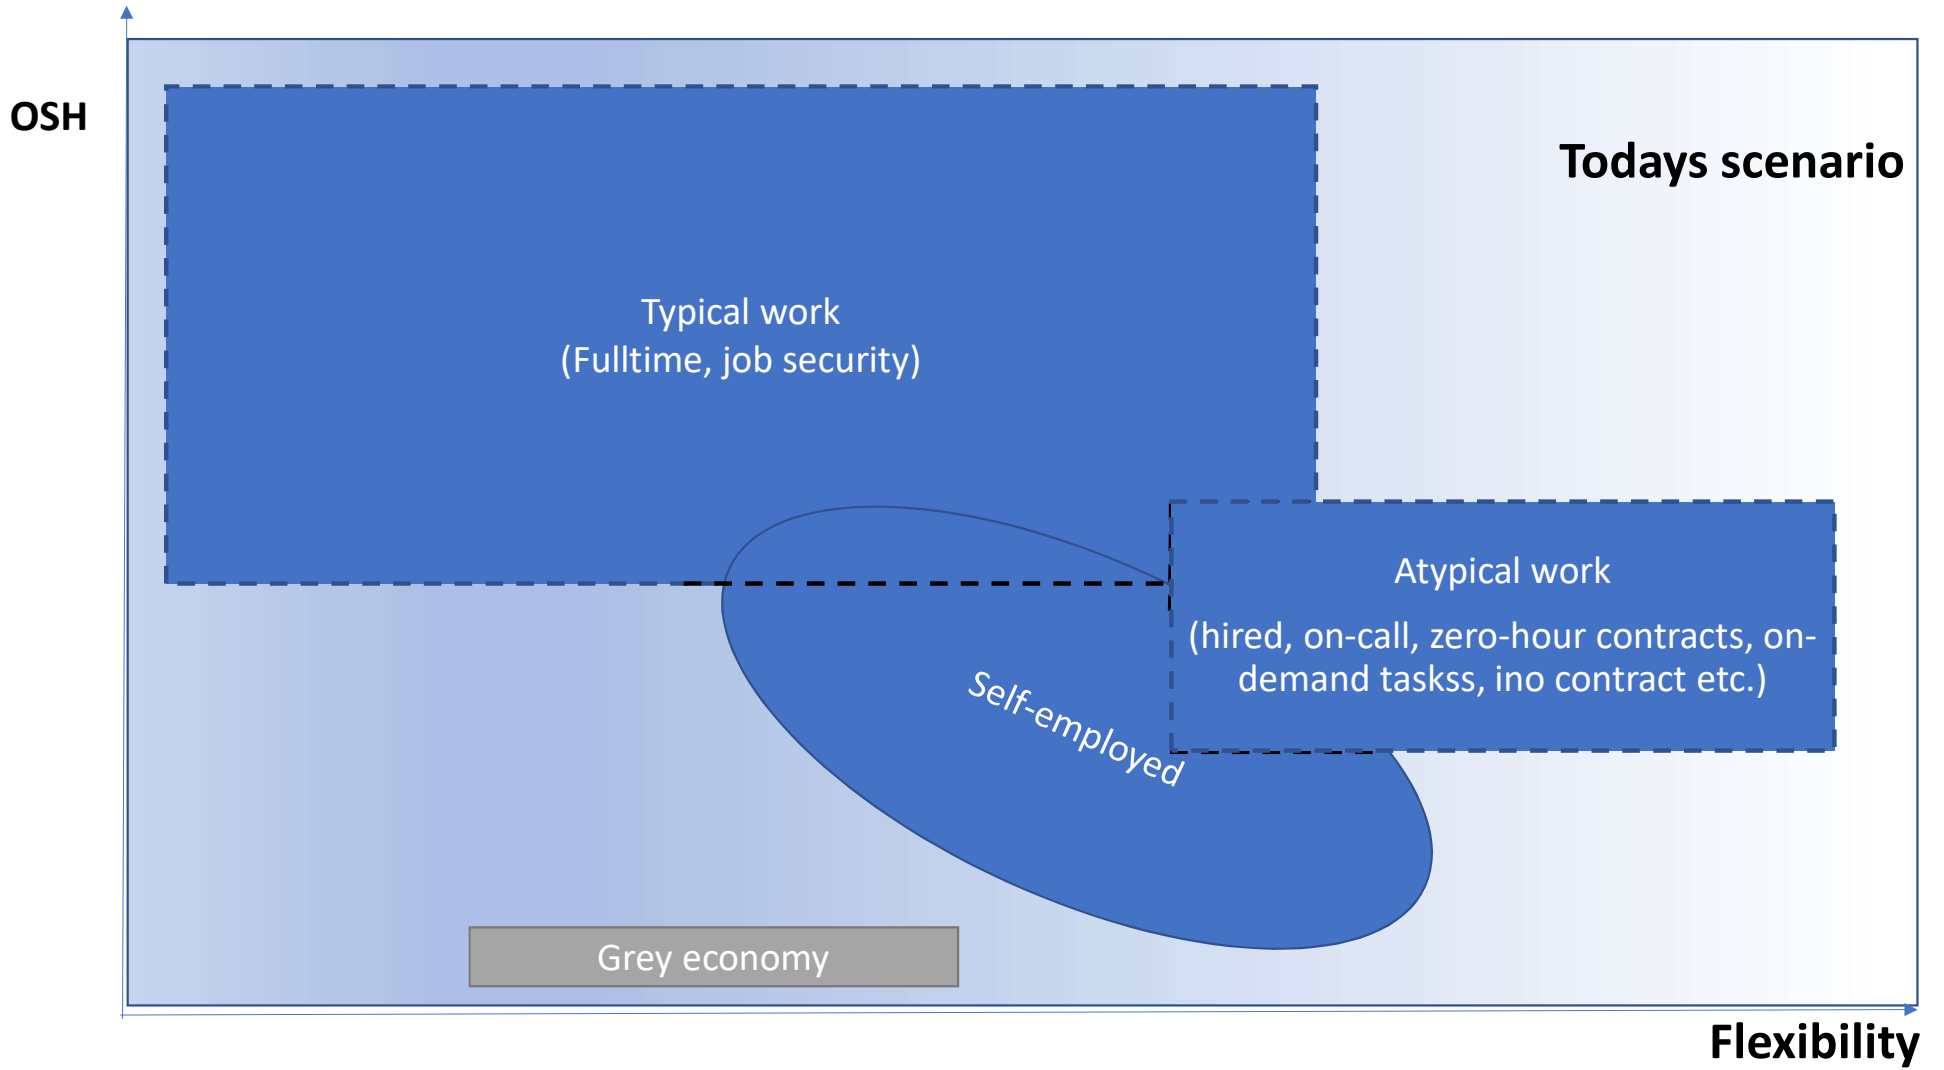 OSH
Todays scenario
Typical work
(Fulltime, job security)
Atypical work
(hired, on-call, zero-hour contracts, on-
demand taskss, ino contract etc.)
Self-employed
Grey economy
Flexibility